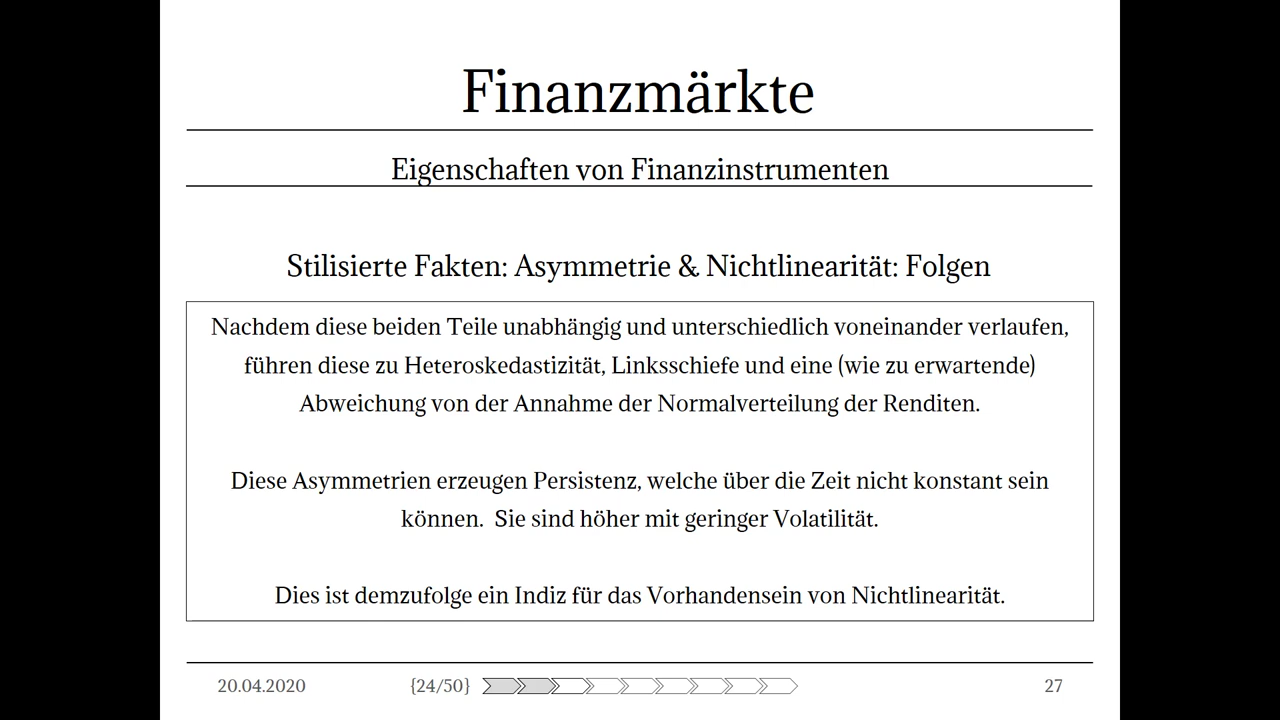 Finanzmärkte
Eigenschaften von Finanzinstrumenten
Stilisierte Fakten: Asymmetrie & Nichtlinearität: Folgen
Nachdem diese beiden Teile unabhängig und unterschiedlich voneinander verlaufen,
führen diese zu Heteroskedastizität, Linksschiefe und eine (wie zu erwartende)
Abweichung von der Annahme der Normalverteilung der Renditen.
Diese Asymmetrien erzeugen Persistenz, welche über die Zeit nicht konstant sein
können.  Sie sind höher mit geringer Volatilität.
Dies ist demzufolge ein Indiz für das Vorhandensein von Nichtlinearität.
20.04.2020 {24/50} 27